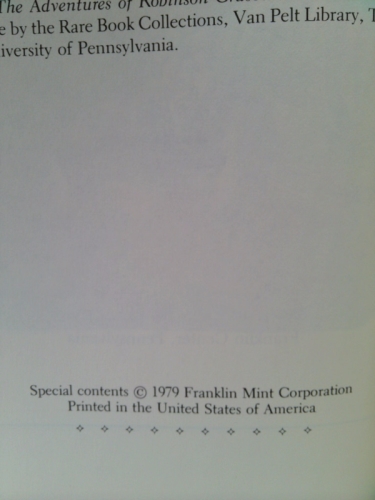 The Adventures of Robinson
e by the Rare Book Collections, Van Pelt Library, T
iversity of Pennsylvania.
Special contents © 1979 Franklin Mint Corporation
Printed in the United States of America